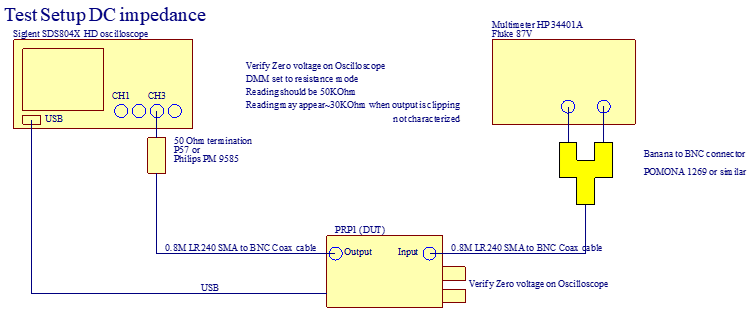 Test Setup DC impedance
Siglent SDS804X HD oscilloscope
Multimeter HP34401A
Fluke 87V
Verify Zero voltage on Oscilloscope
DMM set to resistance mode
Reading should be 50KOhm
Reading may appear ~30KOhm when output is clipping
not characterized
CH1
CH3
USB
50 Ohm termination
P57 or
Philips PM 9585
Banana to BNC connector
POMONA 1269 or similar
PRP1 (DUT)
0.8M LR240 SMA to BNC Coax cable
Output
Input
0.8M LR240 SMA to BNC Coax cable
USB
Verify Zero voltage on Oscilloscope